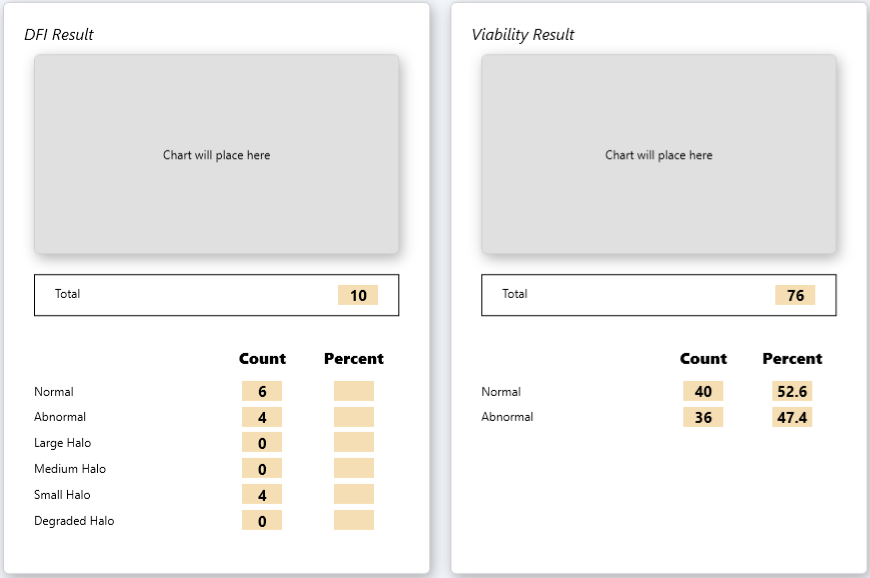 DFI Result
Chart will place here
Total 10
Count Percent
Normal 6
Abnormal 4
Large Halo 0
Medium Halo 0
Small Halo 4
Degraded Halo 0
Viability Result
Chart will place here
Total 76
Count Percent
Normal 40 52.6
Abnormal 36 47.4